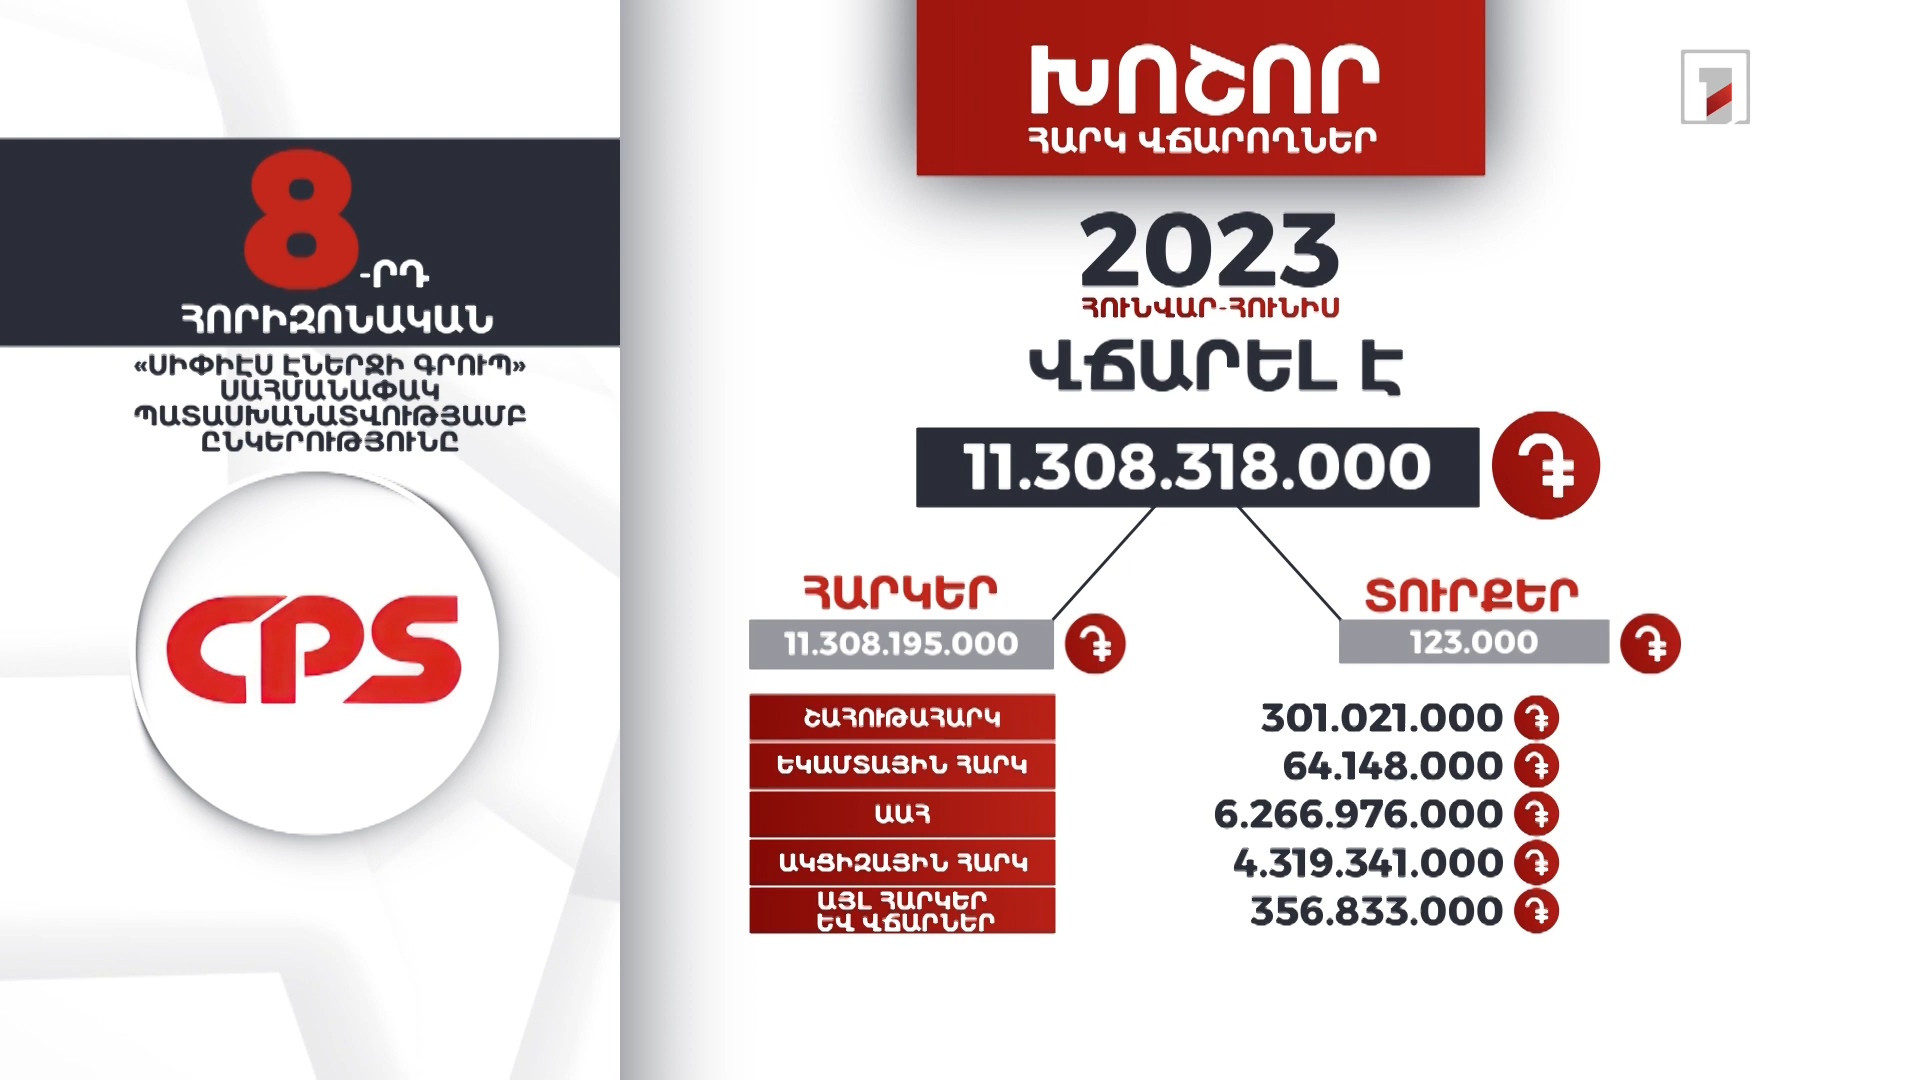 8-ՐԴ
ՀՈՐԻԶՈՆԱԿԱՆ
«ՍԻՓԻԷՍ ԷՆԵՐՋԻ ԳՐՈՒՊ»
ՍԱՀՄԱՆԱՓԱԿ
ՊԱՏԱՍԽԱՆԱՏՎՈՒԹՅԱՄԲ
ԸՆԿԵՐՈՒԹՅՈՒՆԸ
CPS
ԽՈՇՈՐ
ՀԱՐԿ ՎՃԱՐՈՂՆԵՐ
1
2023
ՀՈՒՆՎԱՐ-ՀՈՒՆԻՍ
ՎՃԱՐԵԼ Է
11.308.318.000 ֏
ՀԱՐԿԵՐ
11.308.195.000 ֏
ՏՈՒՐՔԵՐ
123.000 ֏
ՇԱՀՈՒԹԱՀԱՐԿ 301.021.000 ֏
ԵԿԱՄՏԱՅԻՆ ՀԱՐԿ 64.148.000 ֏
ԱԱՀ 6.266.976.000 ֏
ԱԿՑԻԶԱՅԻՆ ՀԱՐԿ 4.319.341.000 ֏
ԱՅԼ ՀԱՐԿԵՐ
ԵՎ ՎՃԱՐՆԵՐ 356.833.000 ֏